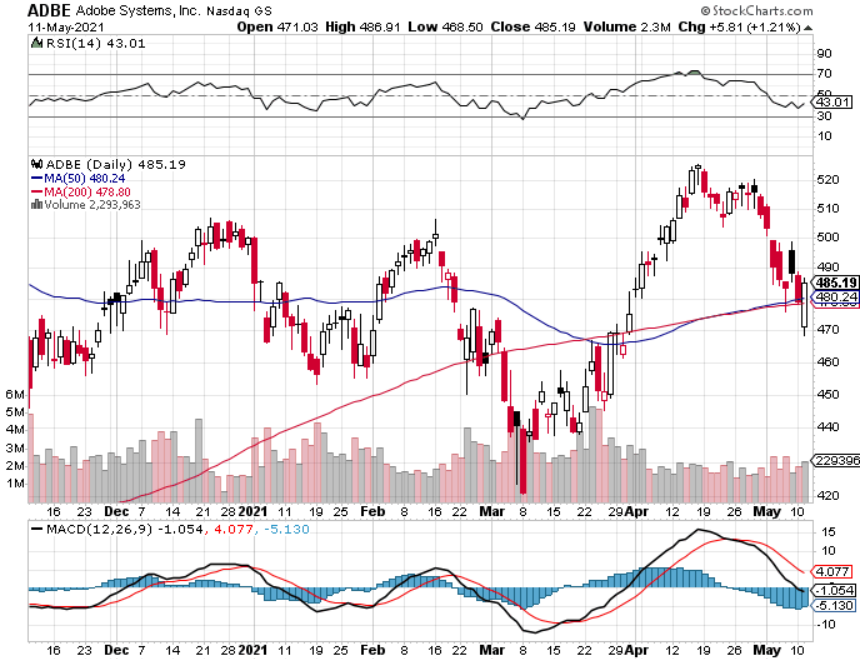 ADBE Adobe Systems, Inc. Nasdaq GS
© StockCharts.com
11-May-2021
Open 471.03 High 486.91 Low 468.50 Close 485.19 Volume 2.3M Chg +5.81 (+1.21%)
RSI(14) 43.01
90
70
50
43.01
30
10
ADBE (Daily) 485.19
MA(50) 480.24
MA(200) 478.80
Volume 2,293,963
520
510
500
490
485.19
480.24
470
460
450
440
420
6M
5M
4M
3M
2M
1M
229396
16 23 Dec 7 14 21 28 2021 11 19 25 Feb 8 16 22 Mar 8 15 22 29 Apr 12 19 26 May 10
MACD(12,26,9) -1.054, 4.077, -5.130
15
10
4.077
-1.054
-5.130
-10
16 23 Dec 7 14 21 28 2021 11 19 25 Feb 8 16 22 Mar 8 15 22 29 Apr 12 19 26 May 10